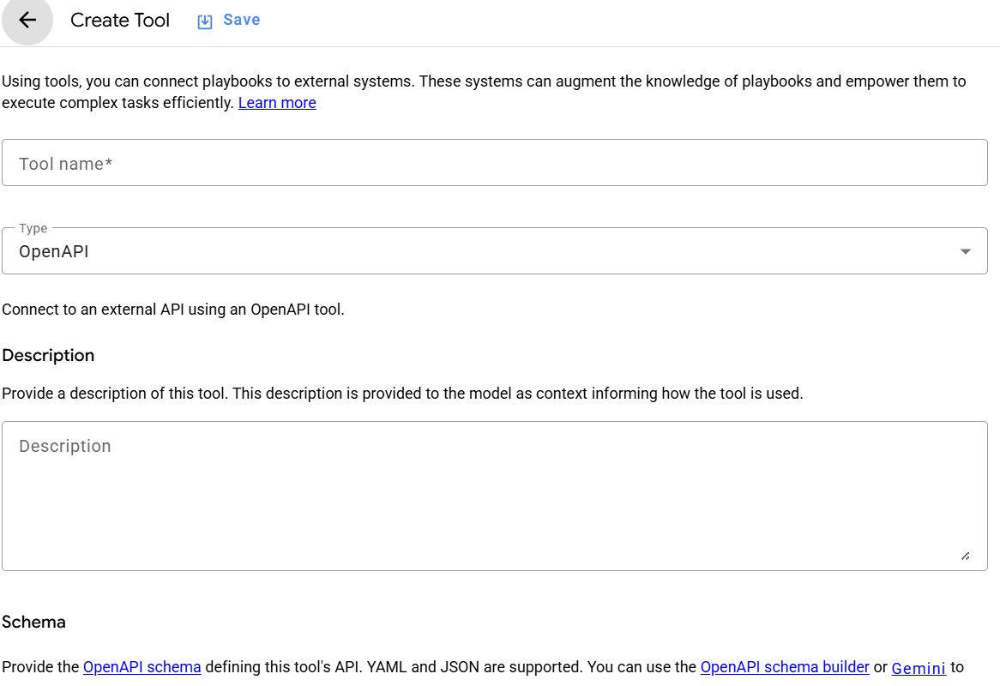 Create Tool Save
Using tools, you can connect playbooks to external systems. These systems can augment the knowledge of playbooks and empower them to
execute complex tasks efficiently. Learn more
Tool name*
Type
OpenAPI
Connect to an external API using an OpenAPI tool.
Description
Provide a description of this tool. This description is provided to the model as context informing how the tool is used.
Description
Schema
Provide the OpenAPI schema defining this tool's API. YAML and JSON are supported. You can use the OpenAPI schema builder or Gemini to